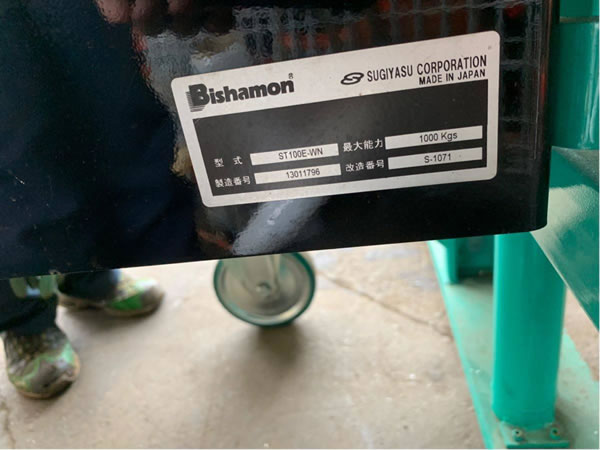 Bishamon®
SUGIYASU CORPORATION
MADE IN JAPAN
型式 ST100E-WN 最大能力 1000 Kgs
製造番号 13011796 改造番号 S-1071